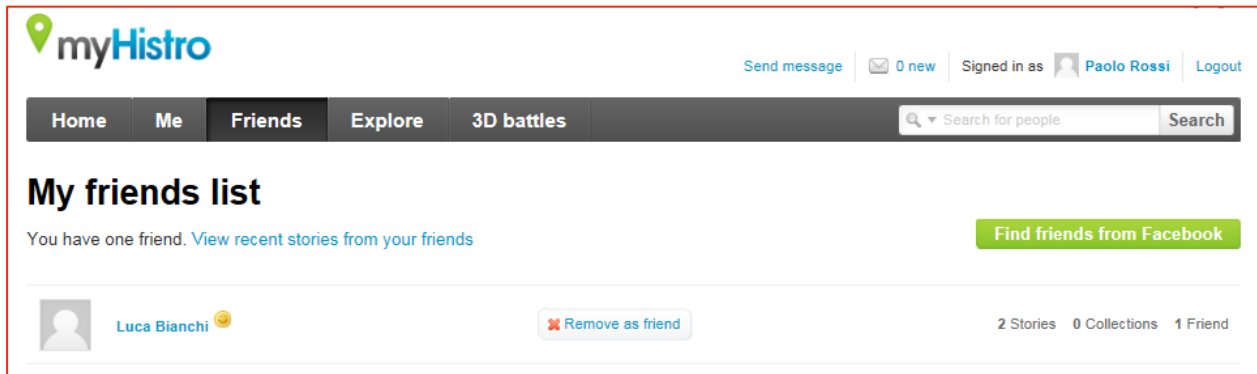 myHistro
Send message 0 new Signed in as Paolo Rossi Logout
Home Me Friends Explore 3D battles Search for people Search
My friends list
You have one friend. View recent stories from your friends
Find friends from Facebook
Luca Bianchi Remove as friend 2 Stories 0 Collections 1 Friend